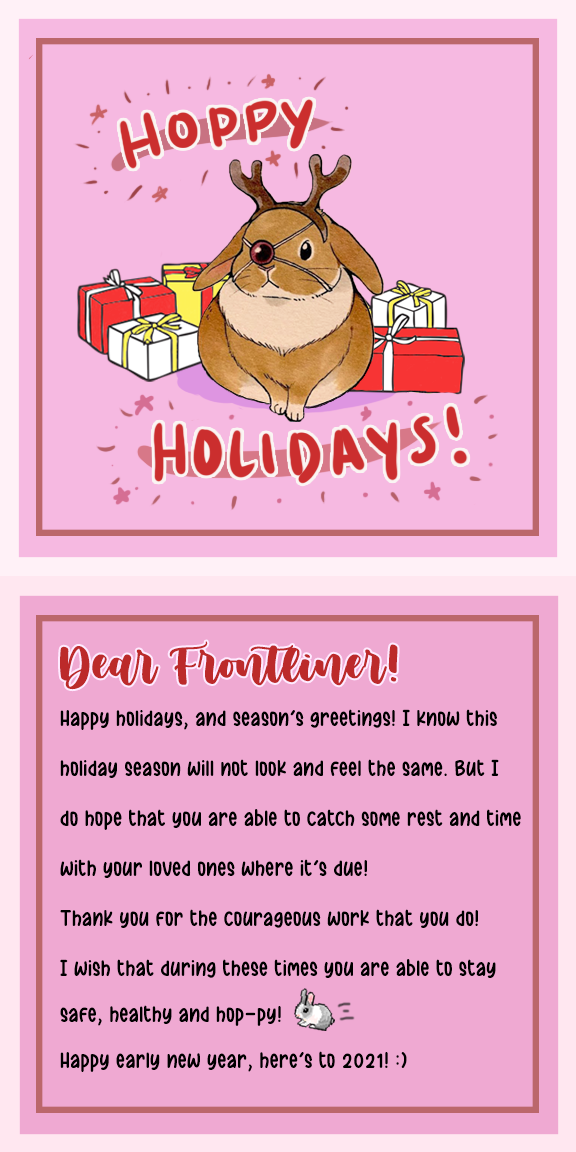 HOPPY
HOLIDAYS!
Dear Frontliner!
Happy holidays, and season's greetings! I know this
holiday season will not look and feel the same. But I
do hope that you are able to catch some rest and time
with your loved ones where it's due!
Thank you for the courageous work that you do!
I wish that during these times you are able to stay
safe, healthy and hop-py!
Happy early new year, here's to 2021! :)